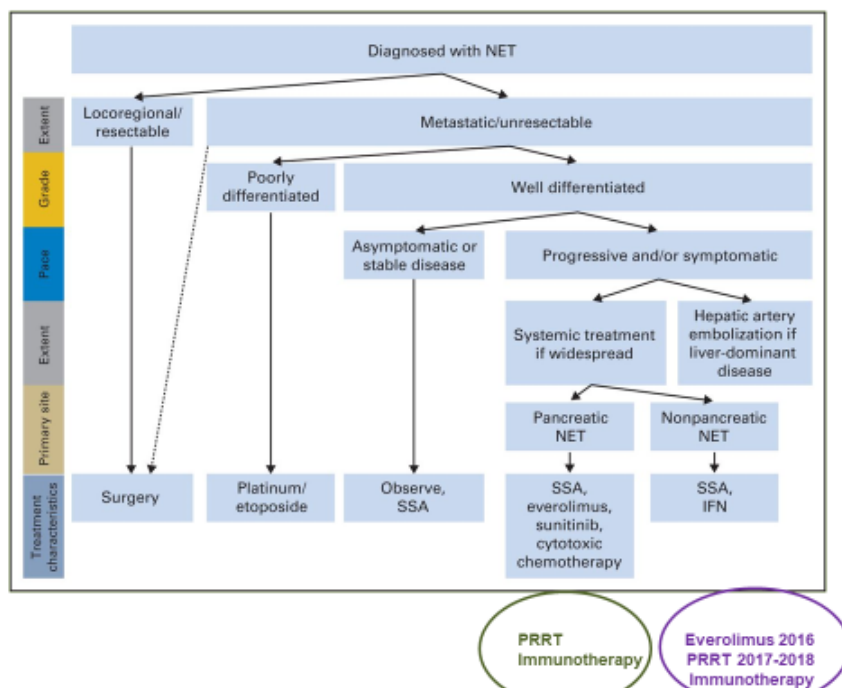 Diagnosed with NET
Extent
Locoregional/
resectable
Metastatic/unresectable
Grade
Poorly
differentiated
Well differentiated
Pace
Asymptomatic or
stable disease
Progressive and/or symptomatic
Extent
Systemic treatment
if widespread
Hepatic artery
embolization if
liver-dominant
disease
Primary site
Pancreatic
NET
Nonpancreatic
NET
Treatment
characteristics
Surgery
Platinum/
etoposide
Observe,
SSA
SSA,
everolimus,
sunitinib,
cytotoxic
chemotherapy
SSA,
IFN
PRRT
Immunotherapy
Everolimus 2016
PRRT 2017-2018
Immunotherapy